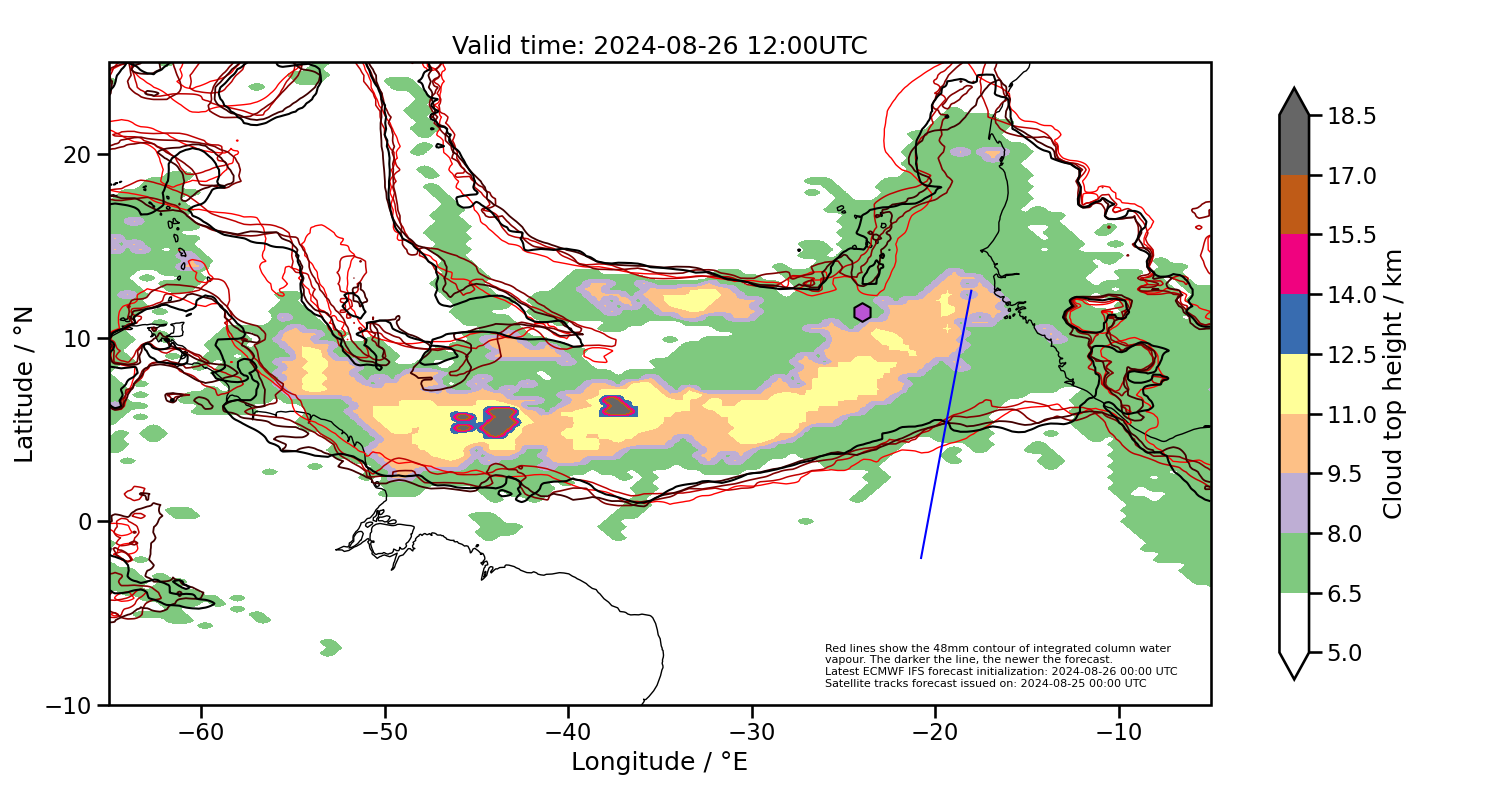 Valid time: 2024-08-26 12:00UTC
Latitude / °N
20
10
0
−10
−60
−50
−40
−30
−20
−10
Longitude / °E
Red lines show the 48mm contour of integrated column water
vapour. The darker the line, the newer the forecast.
Latest ECMWF IFS forecast initialization: 2024-08-26 00:00 UTC
Satellite tracks forecast issued on: 2024-08-25 00:00 UTC
18.5
17.0
15.5
14.0
12.5
11.0
9.5
8.0
6.5
5.0
Cloud top height / km